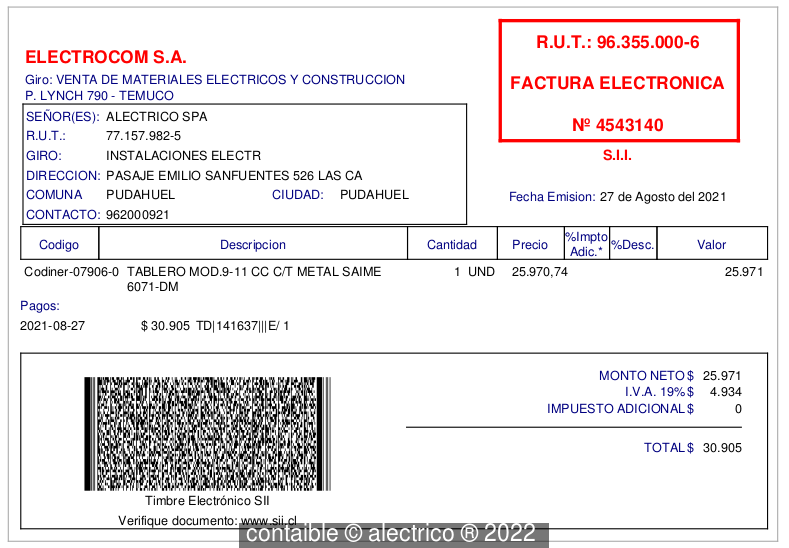 ELECTROCOM S.A.
Giro: VENTA DE MATERIALES ELECTRICOS Y CONSTRUCCION
P. LYNCH 790 - TEMUCO
R.U.T.: 96.355.000-6
FACTURA ELECTRONICA
Nº 4543140
S.I.I.
SEÑOR(ES): ALECTRICO SPA
R.U.T.: 77.157.982-5
GIRO: INSTALACIONES ELECTR
DIRECCION: PASAJE EMILIO SANFUENTES 526 LAS CA
COMUNA PUDAHUEL CIUDAD: PUDAHUEL
CONTACTO: 962000921
Fecha Emision: 27 de Agosto del 2021
Codigo Descripcion Cantidad Precio %Impto Adic.* %Desc. Valor
Codiner-07906-0 TABLERO MOD.9-11 CC C/T METAL SAIME 1 UND 25.970,74 25.971
6071-DM
Pagos:
2021-08-27 $ 30.905 TD|141637|||E/ 1
MONTO NETO $ 25.971
I.V.A. 19% $ 4.934
IMPUESTO ADICIONAL $ 0
TOTAL $ 30.905
Timbre Electrónico SII
Verifique documento: www.sii.cl
contaible © alectrico ® 2022